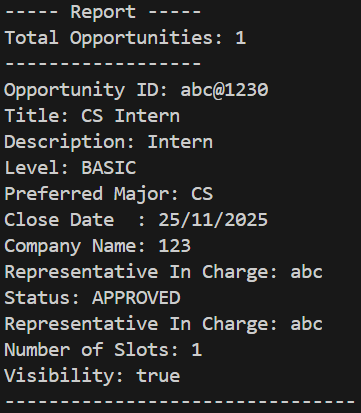 ----- Report -----
Total Opportunities: 1
------------------
Opportunity ID: abc@1230
Title: CS Intern
Description: Intern
Level: BASIC
Preferred Major: CS
Close Date  : 25/11/2025
Company Name: 123
Representative In Charge: abc
Status: APPROVED
Representative In Charge: abc
Number of Slots: 1
Visibility: true
--------------------------------